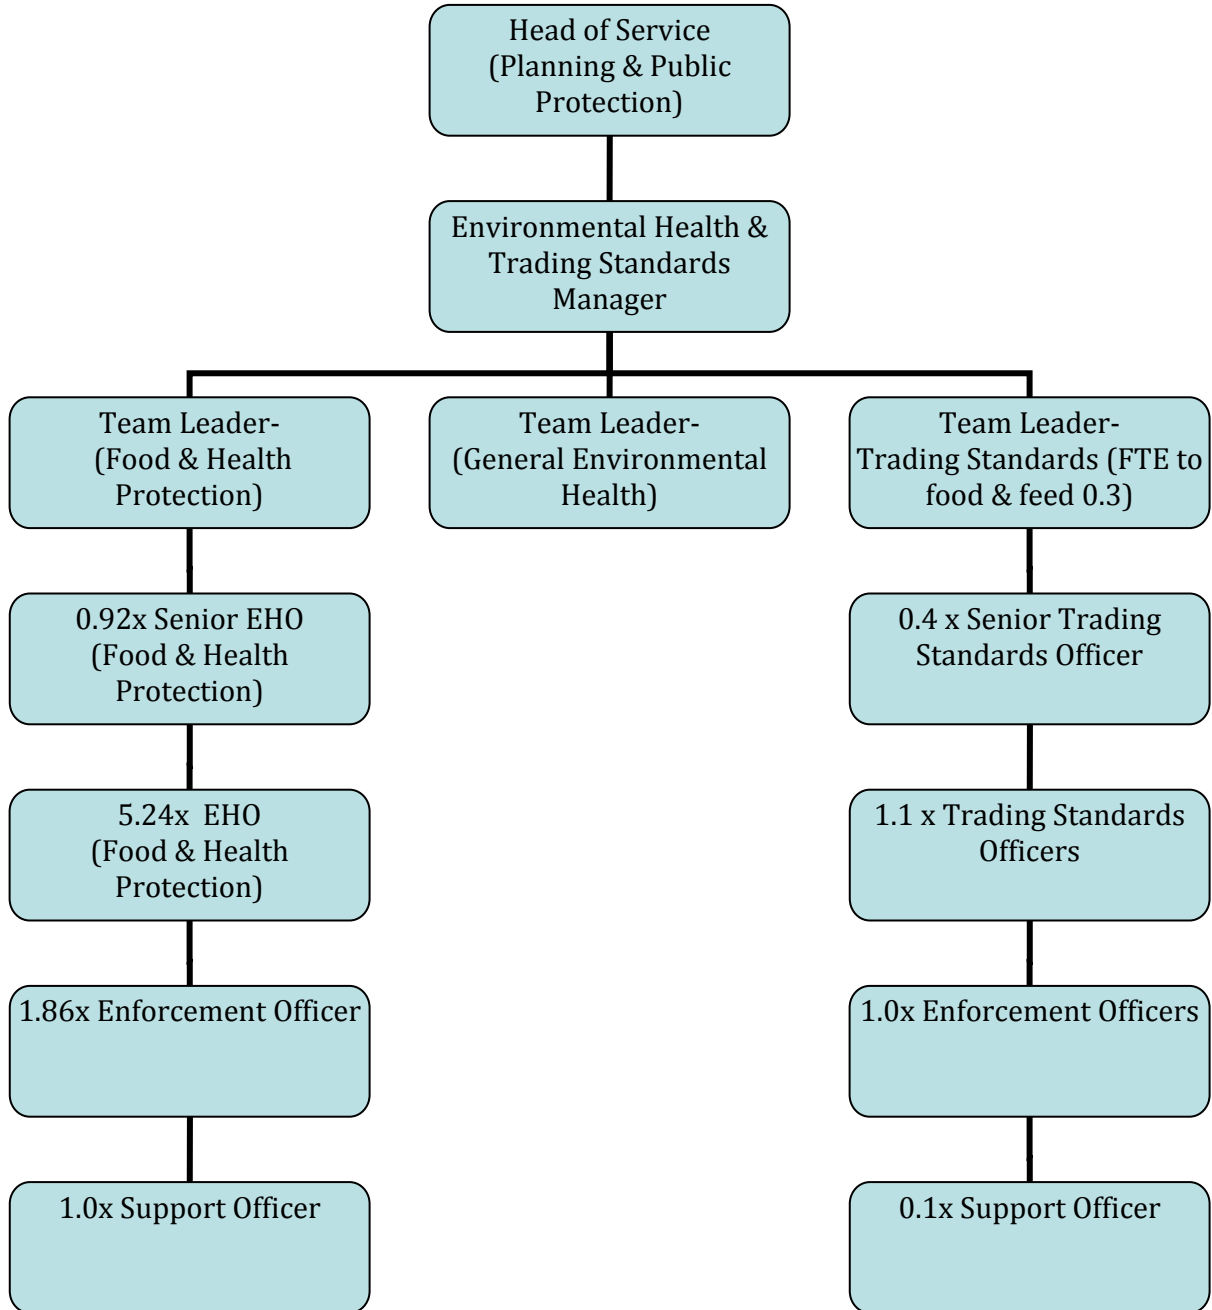 Head of Service
(Planning & Public
Protection)
Environmental Health &
Trading Standards
Manager
Team Leader-
(Food & Health
Protection)
Team Leader-
(General Environmental
Health)
Team Leader-
Trading Standards (FTE to
food & feed 0.3)
0.92x Senior EHO
(Food & Health
Protection)
0.4 x Senior Trading
Standards Officer
5.24x  EHO
(Food & Health
Protection)
1.1 x Trading Standards
Officers
1.86x Enforcement Officer
1.0x Enforcement Officers
1.0x Support Officer
0.1x Support Officer